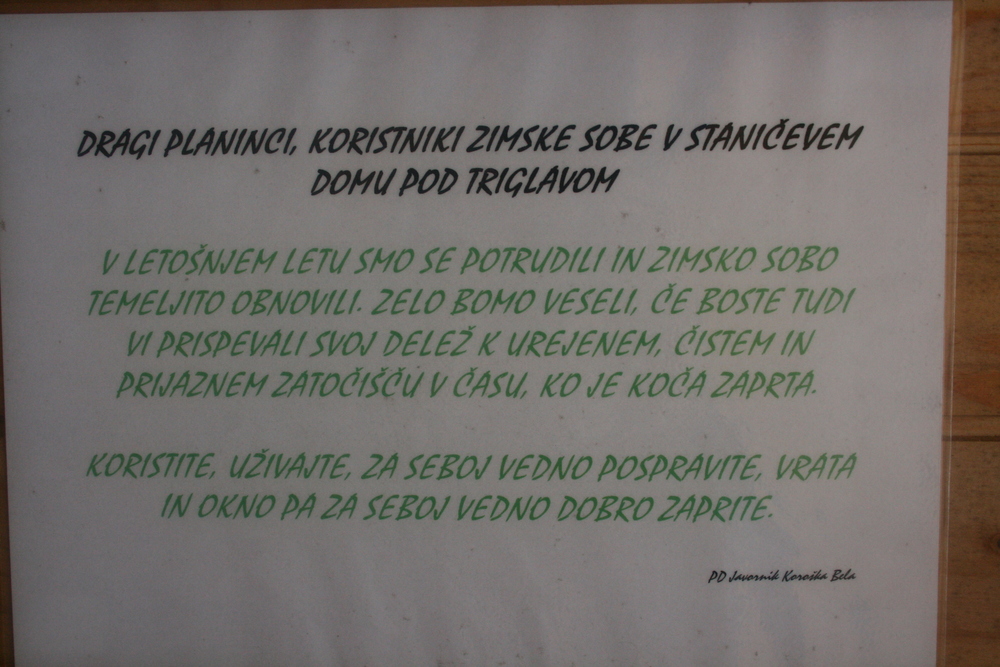 DRAGI PLANINCI, KORISTNIKI ZIMSKE SOBE V STANIČEVEM
DOMU POD TRIGLAVOM
V LETOŠNJEM LETU SMO SE POTRUDILI IN ZIMSKO SOBO
TEMELJITO OBNOVILI. ZELO BOMO VESELI, ČE BOSTE TUDI
VI PRISPEVALI SVOJ DELEŽ K UREJENEM, ČISTEM IN
PRIJAZNEM ZATOČIŠČU V ČASU, KO JE KOČA ZAPRTA.
KORISTITE, UŽIVAJTE, ZA SEBOJ VEDNO POSPRAVITE, VRATA
IN OKNO PA ZA SEBOJ VEDNO DOBRO ZAPRITE.
PD Javornik Koroška Bela